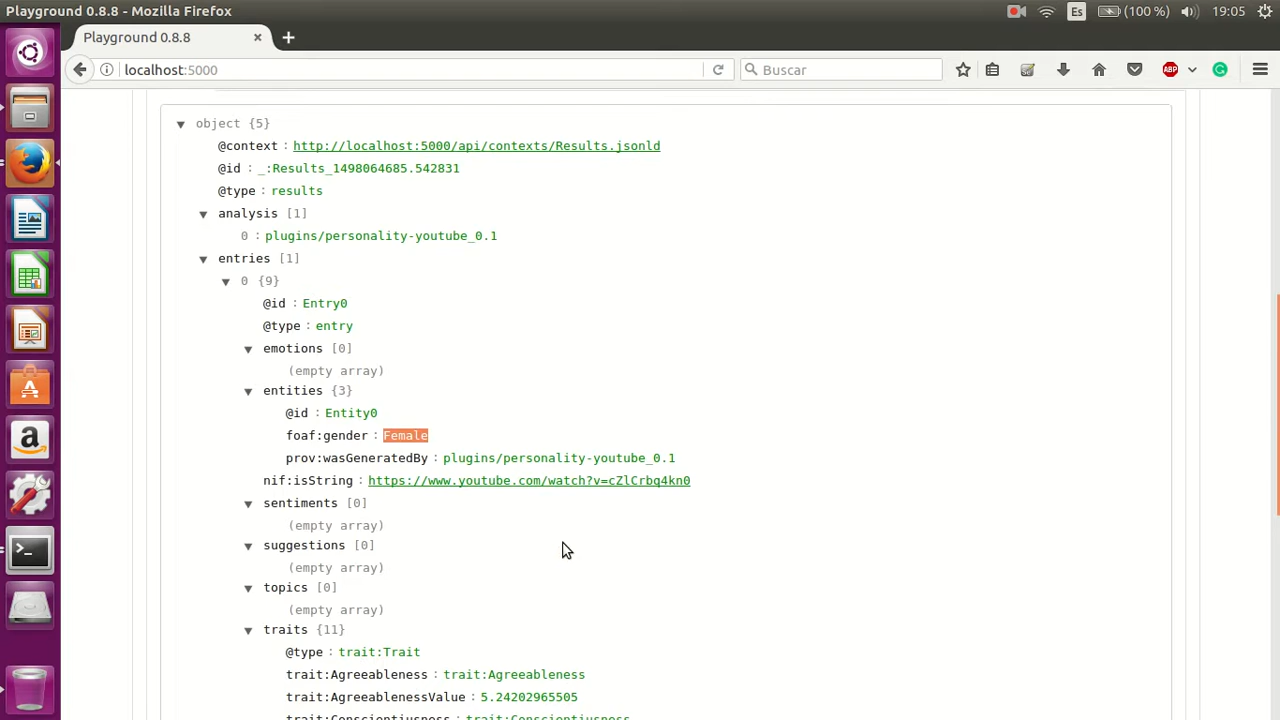 Playground 0.8.8 - Mozilla Firefox
Es
(100 %)
19:05
Playground 0.8.8
localhost:5000
Buscar
ABP
object {5}
@context : http://localhost:5000/api/contexts/Results.jsonld
@id : _:Results_1498064685.542831
@type : results
analysis [1]
0 : plugins/personality-youtube_0.1
entries [1]
0 {9}
@id : Entry0
@type : entry
emotions [0]
(empty array)
entities {3}
@id : Entity0
foaf:gender : Female
prov:wasGeneratedBy : plugins/personality-youtube_0.1
nif:isString : https://www.youtube.com/watch?v=cZlCrbq4kn0
sentiments [0]
(empty array)
suggestions [0]
(empty array)
topics [0]
(empty array)
traits {11}
@type : trait:Trait
trait:Agreeableness : trait:Agreeableness
trait:AgreeablenessValue : 5.24202965505
trait:Conscientiusness : trait:Conscientiusness